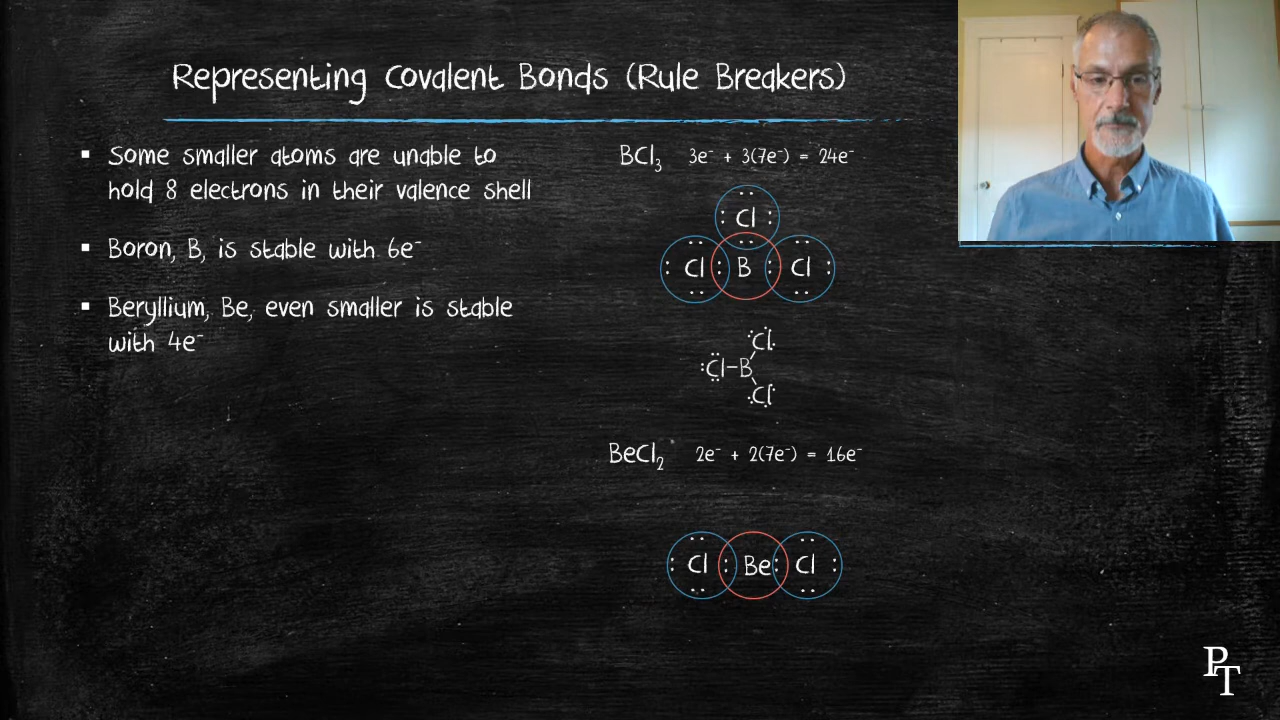 Representing Covalent Bonds (Rule Breakers)
▪ Some smaller atoms are unable to
hold 8 electrons in their valence shell
▪ Boron, B, is stable with 6e⁻
▪ Beryllium, Be, even smaller is stable
with 4e⁻
BCl₃ 3e⁻ + 3(7e⁻) = 24e⁻
Cl
Cl B Cl
Cl
Cl–B
Cl
BeCl₂ 2e⁻ + 2(7e⁻) = 16e⁻
Cl Be Cl
PT